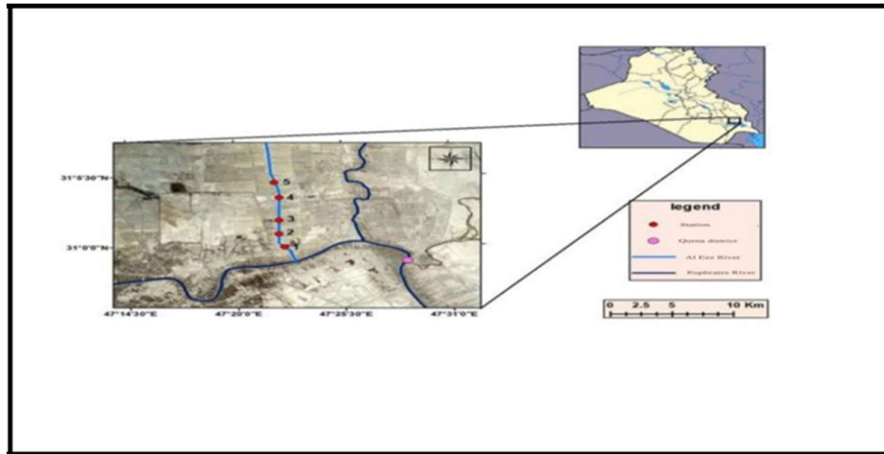 31°5'30"N
31°0'0"N
5
4
3
2
1
47°14'30"E
47°20'0"E
47°25'30"E
47°31'0"E
legend
Station
Qurna district
Al Ezz River
Euphrates River
0 2.5 5 10 Km